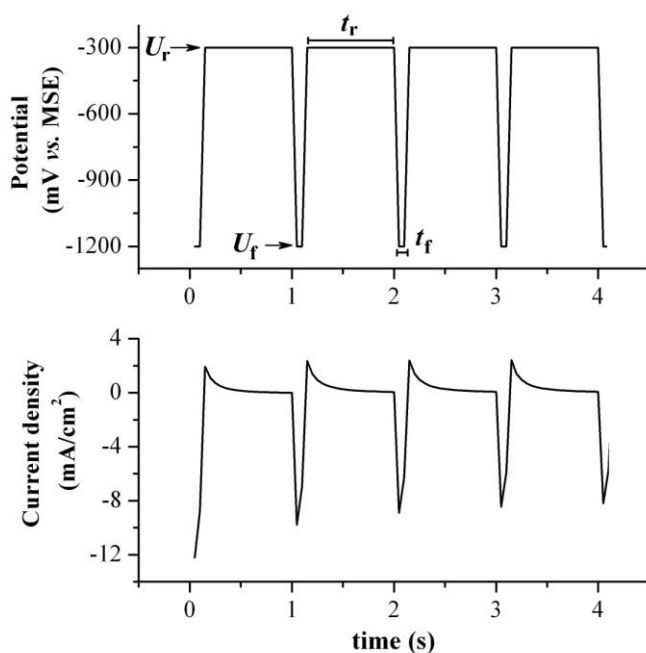 -300
-600
-900
-1200
Potential
(mV vs. MSE)
U_r
t_r
U_f
t_f
0 1 2 3 4
4
0
-4
-8
-12
Current density
(mA/cm²)
0 1 2 3 4
time (s)